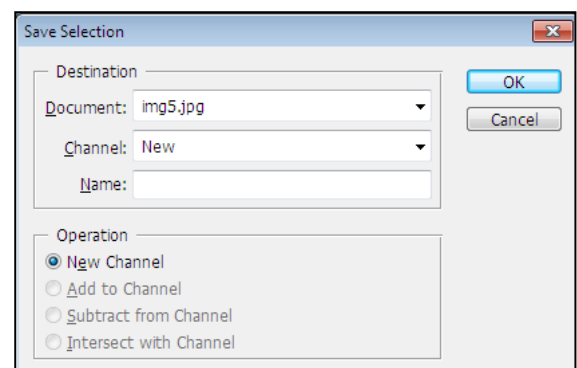 Save Selection
Destination
OK
Document: img5.jpg
Cancel
Channel: New
Name:
Operation
New Channel
Add to Channel
Subtract from Channel
Intersect with Channel